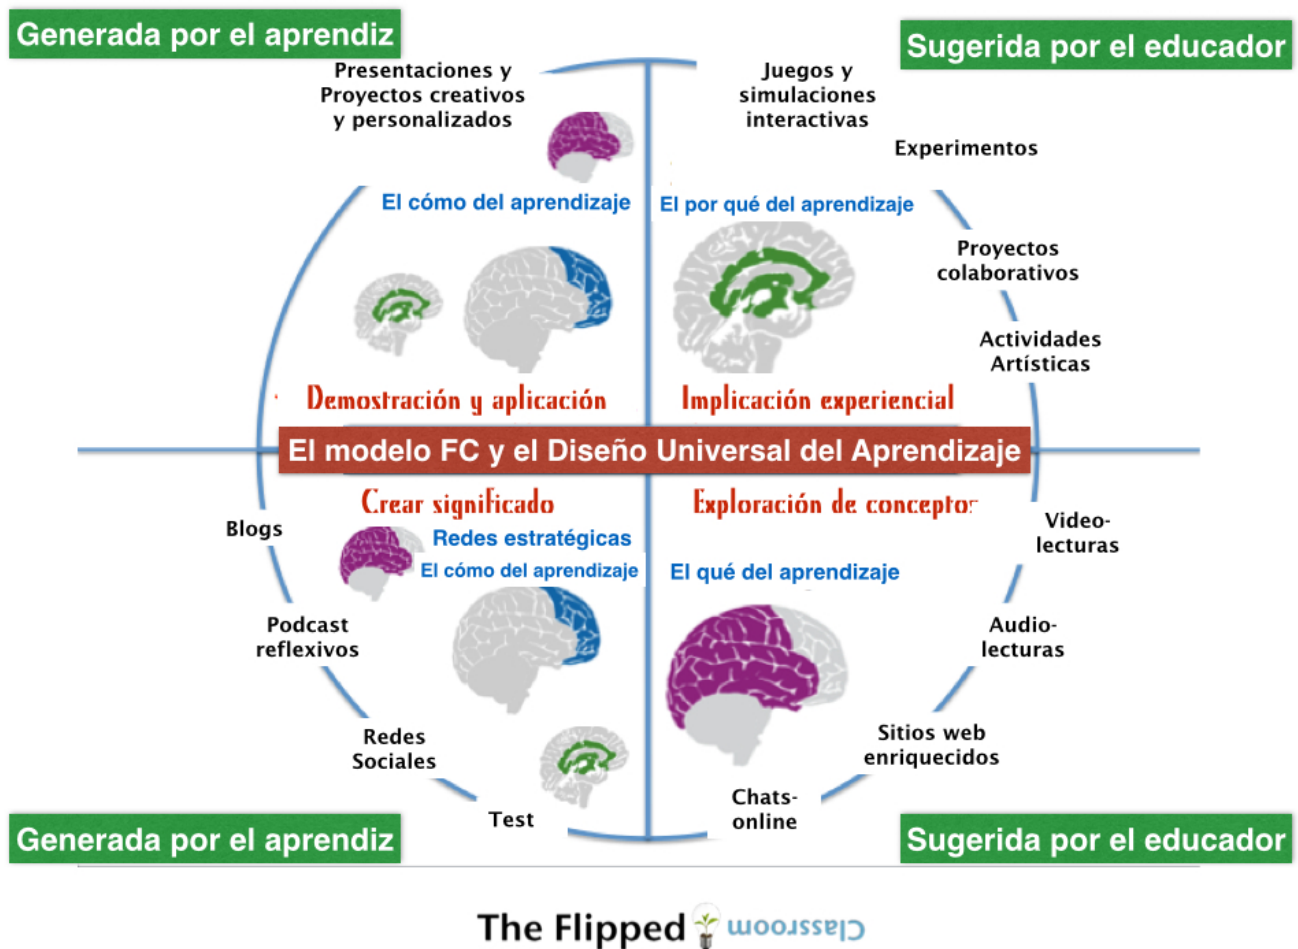 Generada por el aprendiz
Sugerida por el educador
Presentaciones y
Proyectos creativos
y personalizados
Juegos y
simulaciones
interactivas
Experimentos
El cómo del aprendizaje
El por qué del aprendizaje
Proyectos
colaborativos
Actividades
Artísticas
Demostración y aplicación
Implicación experiencial
El modelo FC y el Diseño Universal del Aprendizaje
Crear significado
Exploración de conceptos
Blogs
Redes estratégicas
El cómo del aprendizaje
El qué del aprendizaje
Video-
lecturas
Podcast
reflexivos
Audio-
lecturas
Redes
Sociales
Sitios web
enriquecidos
Test
Chats-
online
Generada por el aprendiz
Sugerida por el educador
The Flipped Classroom